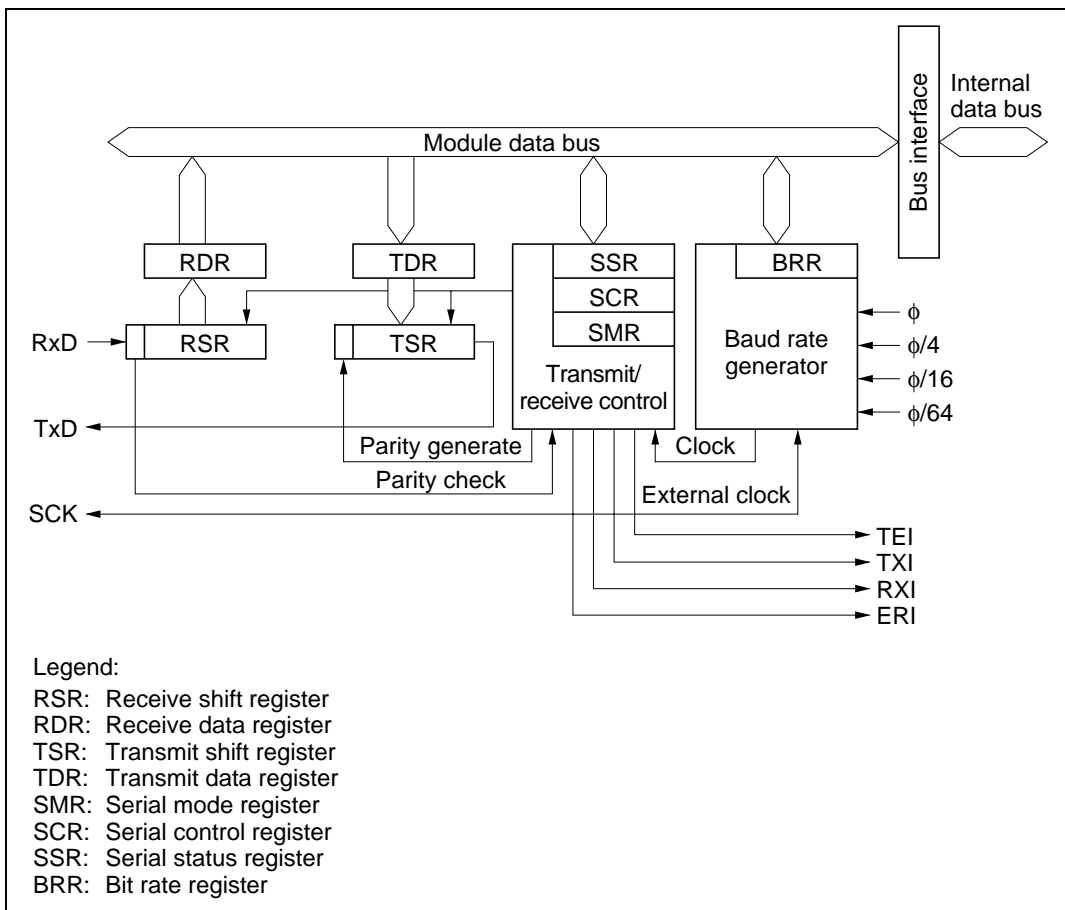 Internal
data bus
Bus interface
Module data bus
RDR
TDR
SSR
BRR
SCR
SMR
RxD
RSR
TSR
Transmit/
receive control
Baud rate
generator
ϕ
ϕ/4
ϕ/16
ϕ/64
TxD
Parity generate
Clock
Parity check
External clock
SCK
TEI
TXI
RXI
ERI
Legend:
RSR: Receive shift register
RDR: Receive data register
TSR: Transmit shift register
TDR: Transmit data register
SMR: Serial mode register
SCR: Serial control register
SSR: Serial status register
BRR: Bit rate register